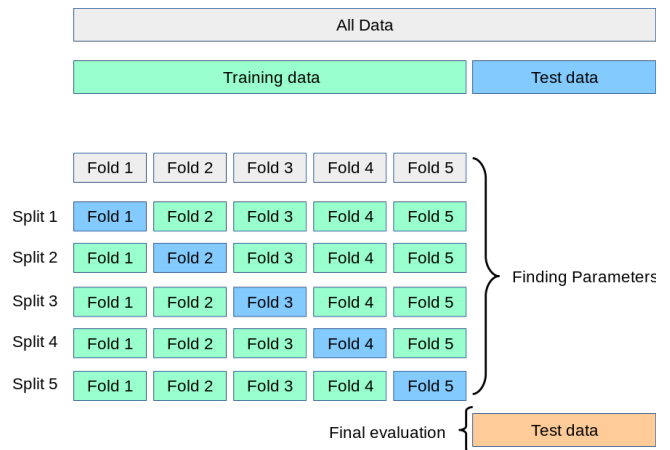 All Data
Training data Test data
Fold 1 Fold 2 Fold 3 Fold 4 Fold 5
Split 1 Fold 1 Fold 2 Fold 3 Fold 4 Fold 5
Split 2 Fold 1 Fold 2 Fold 3 Fold 4 Fold 5
Finding Parameters
Split 3 Fold 1 Fold 2 Fold 3 Fold 4 Fold 5
Split 4 Fold 1 Fold 2 Fold 3 Fold 4 Fold 5
Split 5 Fold 1 Fold 2 Fold 3 Fold 4 Fold 5
Final evaluation Test data